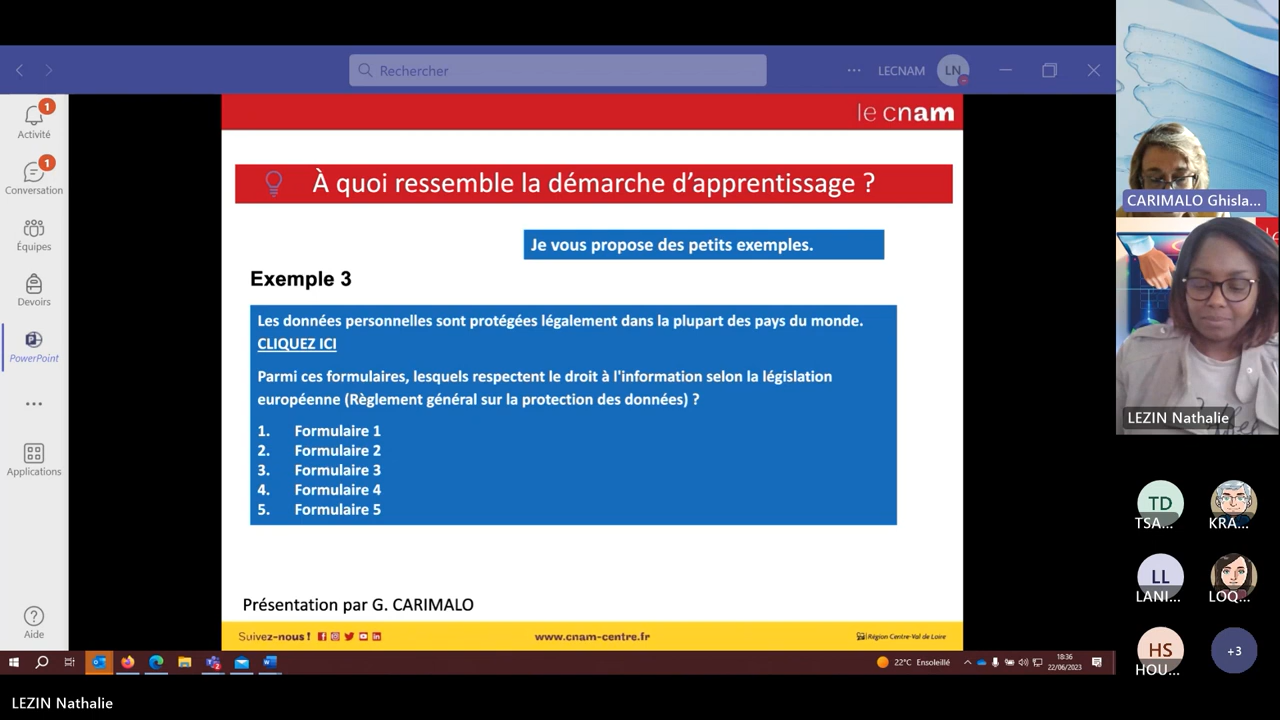 Rechercher
LECNAM
LN
1
Activité
1
Conversation
Équipes
Devoirs
PowerPoint
Applications
Aide
le cnam
À quoi ressemble la démarche d'apprentissage ?
Je vous propose des petits exemples.
Exemple 3
Les données personnelles sont protégées légalement dans la plupart des pays du monde.
CLIQUEZ ICI
Parmi ces formulaires, lesquels respectent le droit à l'information selon la législation
européenne (Règlement général sur la protection des données) ?
1. Formulaire 1
2. Formulaire 2
3. Formulaire 3
4. Formulaire 4
5. Formulaire 5
Présentation par G. CARIMALO
Suivez-nous !
www.cnam-centre.fr
Région Centre-Val de Loire
22°C Ensoleillé
18:36
22/06/2023
CARIMALO Ghisla...
LEZIN Nathalie
TD
TSA...
KRA...
LL
LANI...
LOQ...
HS
HOU...
+3
LEZIN Nathalie